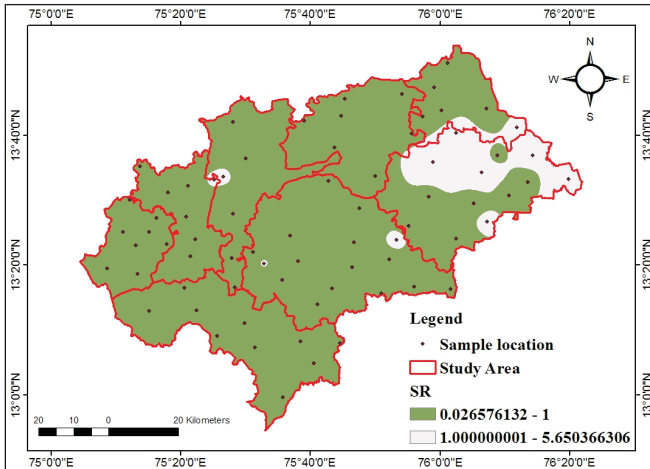 75°0'0"E 75°20'0"E 75°40'0"E 76°0'0"E 76°20'0"E
N
W E
S
13°40'0"N 13°40'0"N
13°20'0"N 13°20'0"N
13°0'0"N 13°0'0"N
Legend
Sample location
Study Area
SR
0.026576132 - 1
1.000000001 - 5.650366306
20 10 0 20 Kilometers
75°0'0"E 75°20'0"E 75°40'0"E 76°0'0"E 76°20'0"E